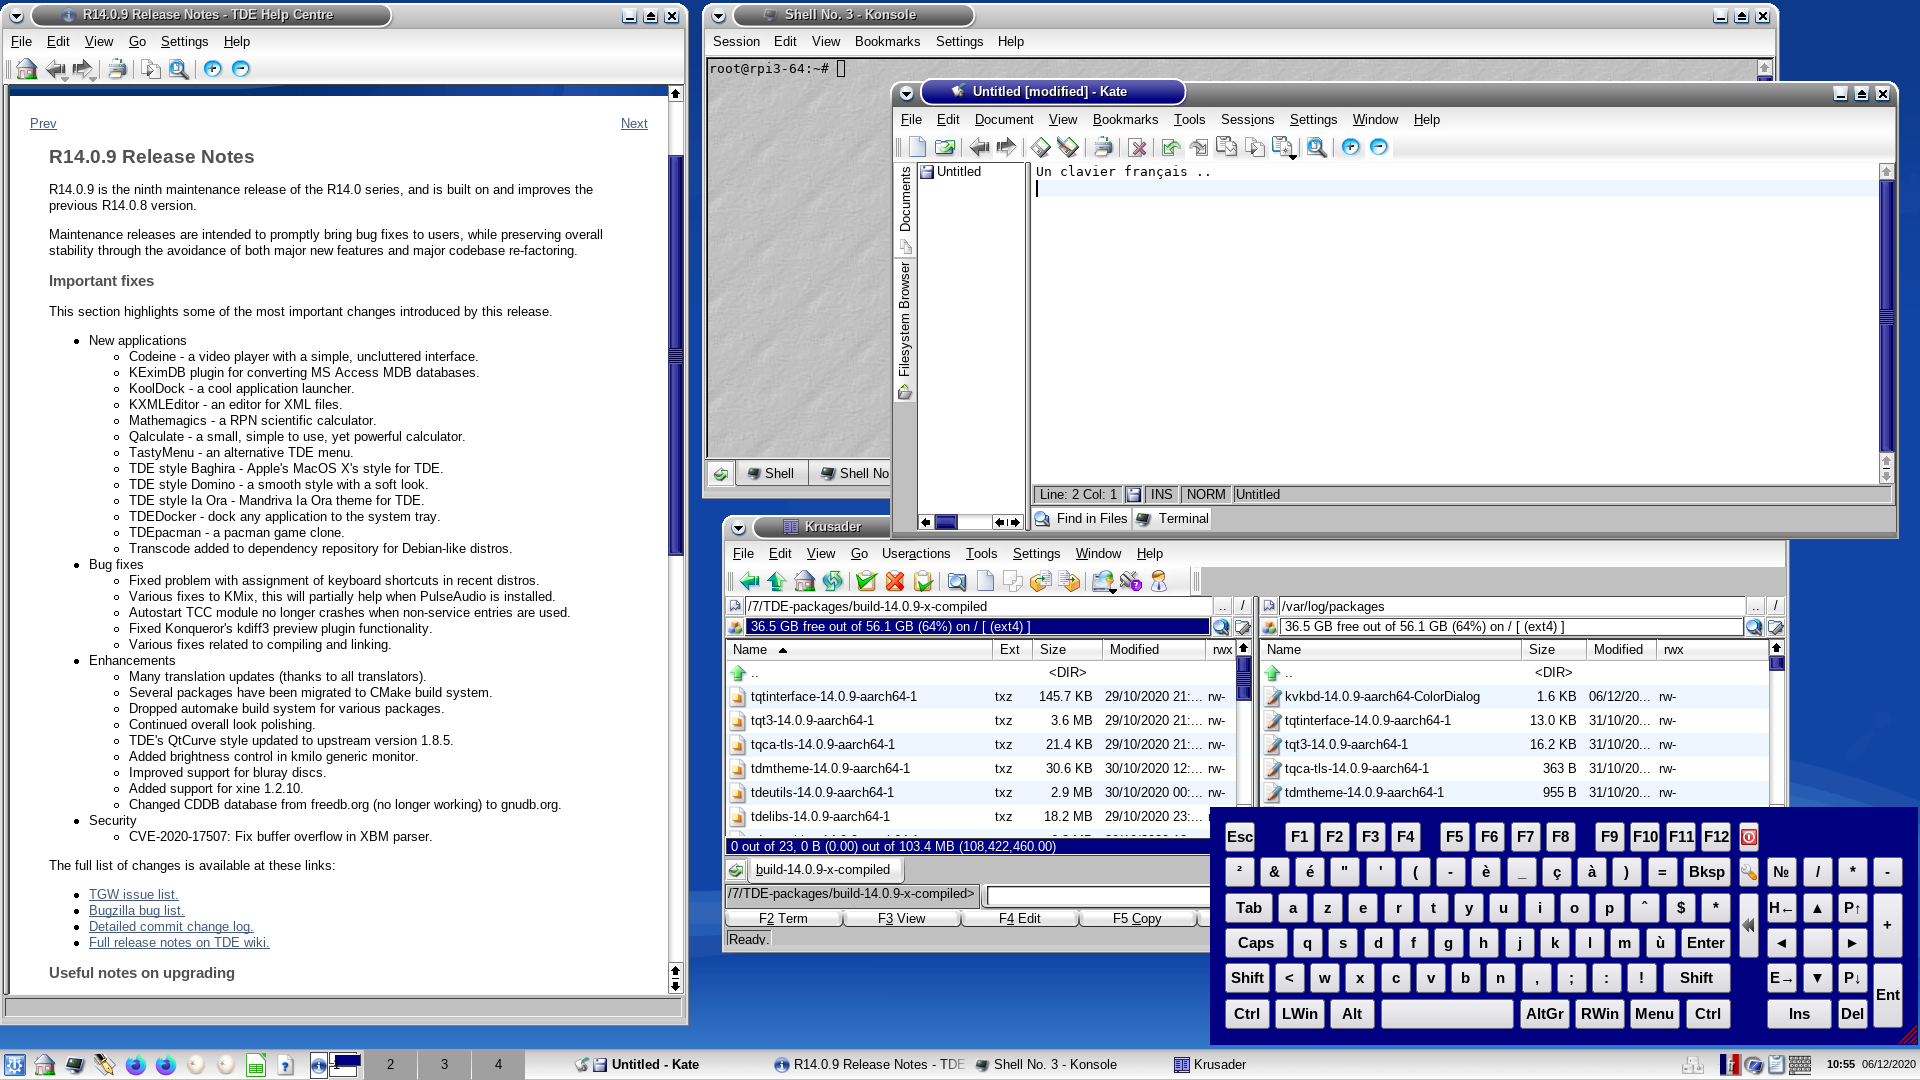 R14.0.9 Release Notes - TDE Help Centre
File Edit View Go Settings Help
Prev Next
R14.0.9 Release Notes
R14.0.9 is the ninth maintenance release of the R14.0 series, and is built on and improves the
previous R14.0.8 version.
Maintenance releases are intended to promptly bring bug fixes to users, while preserving overall
stability through the avoidance of both major new features and major codebase re-factoring.
Important fixes
This section highlights some of the most important changes introduced by this release.
New applications
Codeine - a video player with a simple, uncluttered interface.
KEximDB plugin for converting MS Access MDB databases.
KoolDock - a cool application launcher.
KXMLEditor - an editor for XML files.
Mathemagics - a RPN scientific calculator.
Qalculate - a small, simple to use, yet powerful calculator.
TastyMenu - an alternative TDE menu.
TDE style Baghira - Apple's MacOS X's style for TDE.
TDE style Domino - a smooth style with a soft look.
TDE style Ia Ora - Mandriva Ia Ora theme for TDE.
TDEDocker - dock any application to the system tray.
TDEpacman - a pacman game clone.
Transcode added to dependency repository for Debian-like distros.
Bug fixes
Fixed problem with assignment of keyboard shortcuts in recent distros.
Various fixes to KMix, this will partially help when PulseAudio is installed.
Autostart TCC module no longer crashes when non-service entries are used.
Fixed Konqueror's kdiff3 preview plugin functionality.
Various fixes related to compiling and linking.
Enhancements
Many translation updates (thanks to all translators).
Several packages have been migrated to CMake build system.
Dropped automake build system for various packages.
Continued overall look polishing.
TDE's QtCurve style updated to upstream version 1.8.5.
Added brightness control in kmilo generic monitor.
Improved support for bluray discs.
Added support for xine 1.2.10.
Changed CDDB database from freedb.org (no longer working) to gnudb.org.
Security
CVE-2020-17507: Fix buffer overflow in XBM parser.
The full list of changes is available at these links:
TGW issue list.
Bugzilla bug list.
Detailed commit change log.
Full release notes on TDE wiki.
Useful notes on upgrading
Shell No. 3 - Konsole
Session Edit View Bookmarks Settings Help
root@rpi3-64:~#
Shell Shell No
Untitled [modified] - Kate
File Edit Document View Bookmarks Tools Sessions Settings Window Help
Documents
Filesystem Browser
Untitled
Un clavier français ..
Line: 2 Col: 1 INS NORM Untitled
Find in Files Terminal
Krusader
File Edit View Go Useractions Tools Settings Window Help
/7/TDE-packages/build-14.0.9-x-compiled .. /
36.5 GB free out of 56.1 GB (64%) on / [ (ext4) ]
Name Ext Size Modified rwx
.. <DIR>
tqtinterface-14.0.9-aarch64-1 txz 145.7 KB 29/10/2020 21:... rw-
tqt3-14.0.9-aarch64-1 txz 3.6 MB 29/10/2020 21:... rw-
tqca-tls-14.0.9-aarch64-1 txz 21.4 KB 29/10/2020 21:... rw-
tdmtheme-14.0.9-aarch64-1 txz 30.6 KB 30/10/2020 12:... rw-
tdeutils-14.0.9-aarch64-1 txz 2.9 MB 30/10/2020 00:... rw-
tdelibs-14.0.9-aarch64-1 txz 18.2 MB 29/10/2020 23:... rw-
0 out of 23, 0 B (0.00) out of 103.4 MB (108,422,460.00)
build-14.0.9-x-compiled
/7/TDE-packages/build-14.0.9-x-compiled>
F2 Term F3 View F4 Edit F5 Copy
Ready.
/var/log/packages .. /
36.5 GB free out of 56.1 GB (64%) on / [ (ext4) ]
Name Size Modified rwx
.. <DIR>
kvkbd-14.0.9-aarch64-ColorDialog 1.6 KB 06/12/20... rw-
tqtinterface-14.0.9-aarch64-1 13.0 KB 31/10/20... rw-
tqt3-14.0.9-aarch64-1 16.2 KB 31/10/20... rw-
tqca-tls-14.0.9-aarch64-1 363 B 31/10/20... rw-
tdmtheme-14.0.9-aarch64-1 955 B 31/10/20... rw-
Esc F1 F2 F3 F4 F5 F6 F7 F8 F9 F10 F11 F12
² & é " ' ( - è _ ç à ) = Bksp № / * -
Tab a z e r t y u i o p ^ $ * H← ▲ P↑ +
Caps q s d f g h j k l m ù Enter ◄ ►
Shift < w x c v b n , ; : ! Shift E→ ▼ P↓ Ent
Ctrl LWin Alt AltGr RWin Menu Ctrl Ins Del
1 2 3 4 Untitled - Kate R14.0.9 Release Notes - TDE Shell No. 3 - Konsole Krusader 10:55 06/12/2020